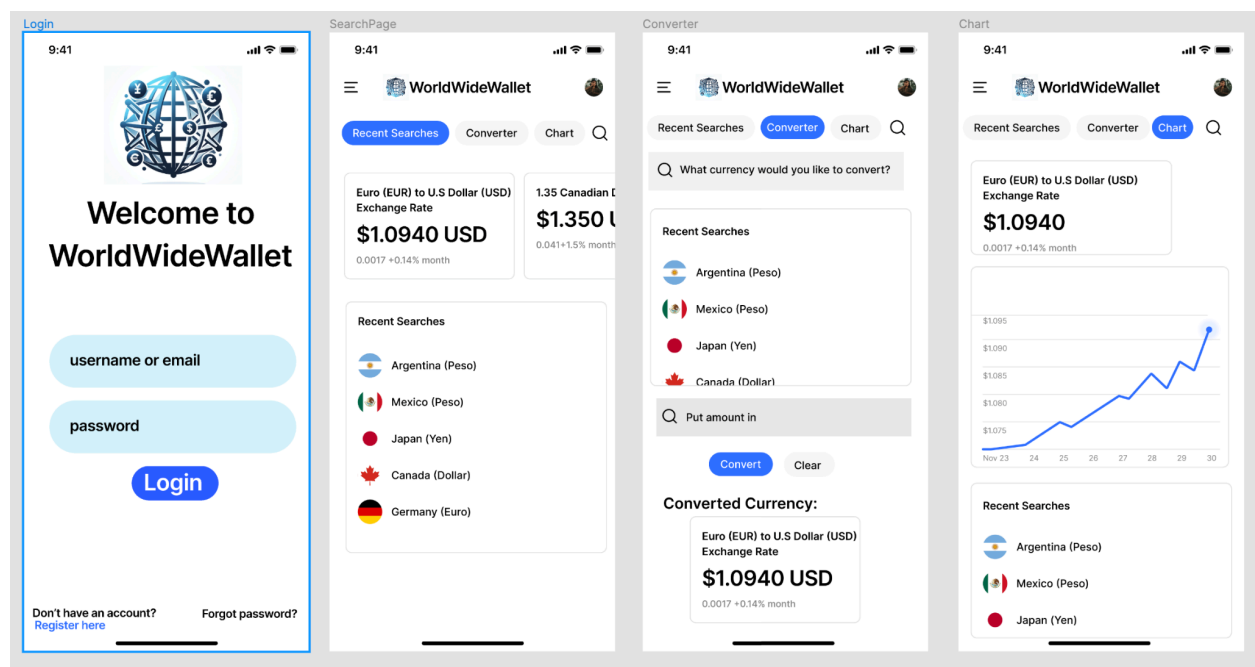 Login
9:41
Welcome to
WorldWideWallet
username or email
password
Login
Don't have an account?
Register here
Forgot password?
SearchPage
9:41
WorldWideWallet
Recent Searches
Converter
Chart
Euro (EUR) to U.S Dollar (USD)
Exchange Rate
$1.0940 USD
0.0017 +0.14% month
1.35 Canadian D
$1.350 U
0.041+1.5% month
Recent Searches
Argentina (Peso)
Mexico (Peso)
Japan (Yen)
Canada (Dollar)
Germany (Euro)
Converter
9:41
WorldWideWallet
Recent Searches
Converter
Chart
What currency would you like to convert?
Recent Searches
Argentina (Peso)
Mexico (Peso)
Japan (Yen)
Canada (Dollar)
Put amount in
Convert
Clear
Converted Currency:
Euro (EUR) to U.S Dollar (USD)
Exchange Rate
$1.0940 USD
0.0017 +0.14% month
Chart
9:41
WorldWideWallet
Recent Searches
Converter
Chart
Euro (EUR) to U.S Dollar (USD)
Exchange Rate
$1.0940
0.0017 +0.14% month
$1.095
$1.090
$1.085
$1.080
$1.075
Nov 23 24 25 26 27 28 29 30
Recent Searches
Argentina (Peso)
Mexico (Peso)
Japan (Yen)